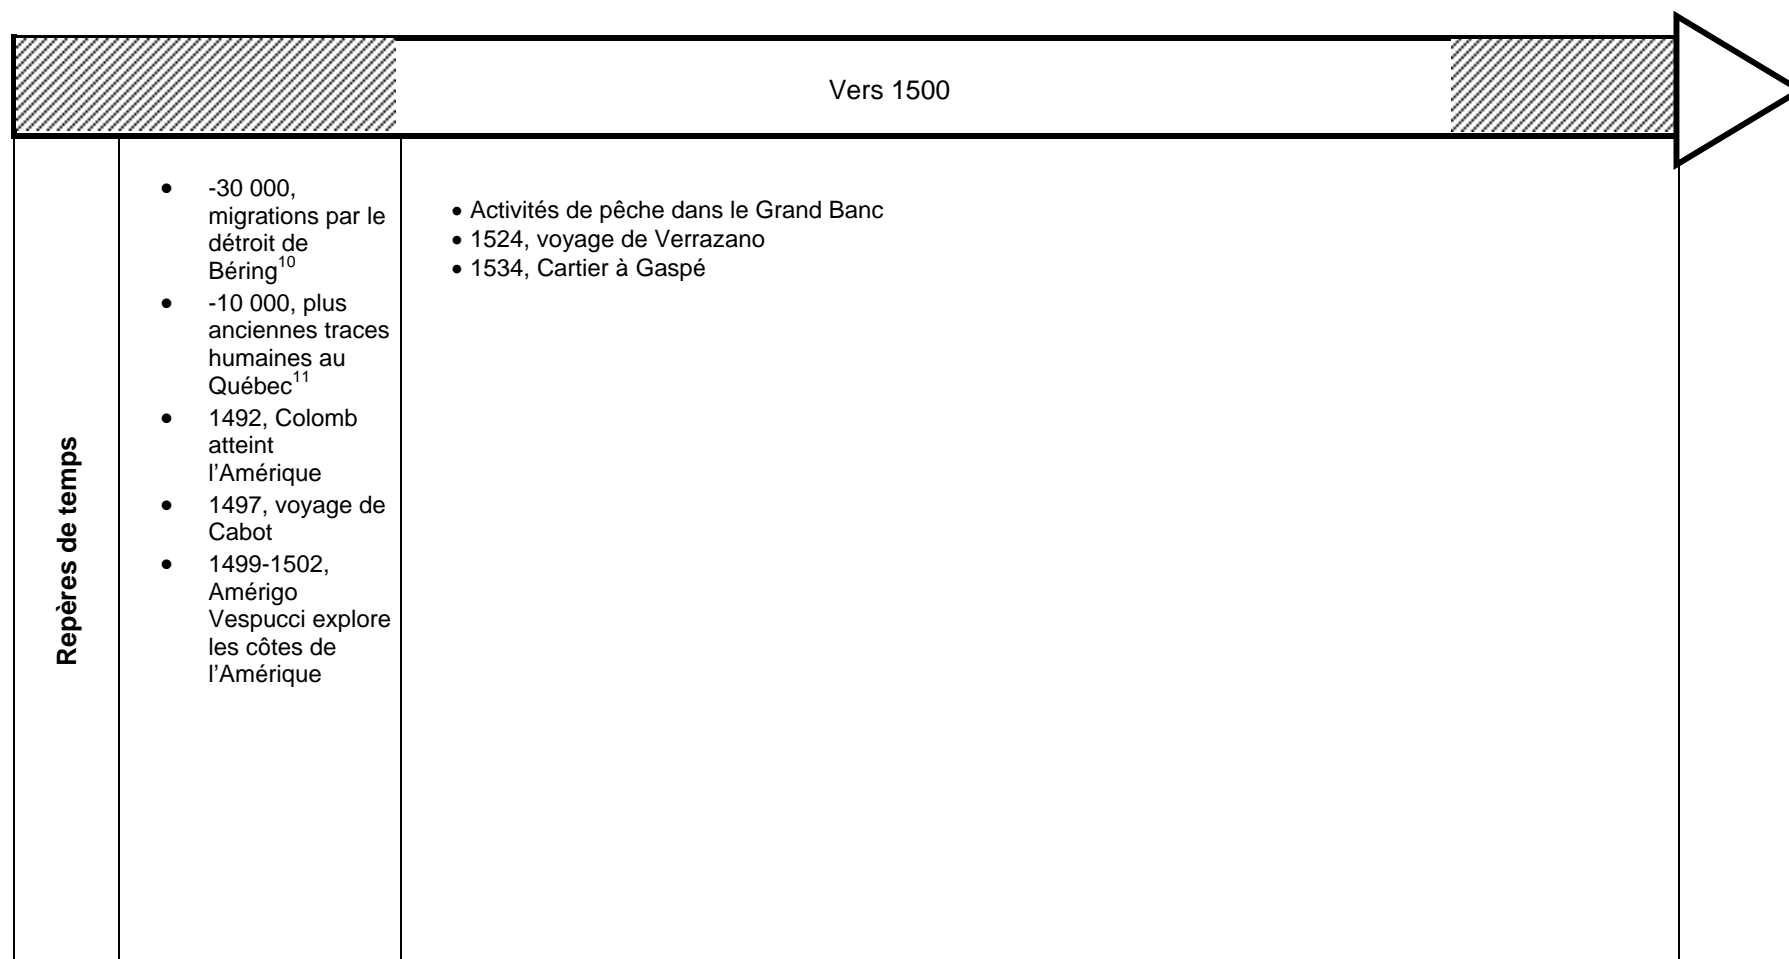 Vers 1500
Repères de temps
• -30 000,
migrations par le
détroit de
Béring10
• -10 000, plus
anciennes traces
humaines au
Québec11
• 1492, Colomb
atteint
l’Amérique
• 1497, voyage de
Cabot
• 1499-1502,
Amérigo
Vespucci explore
les côtes de
l’Amérique
• Activités de pêche dans le Grand Banc
• 1524, voyage de Verrazano
• 1534, Cartier à Gaspé